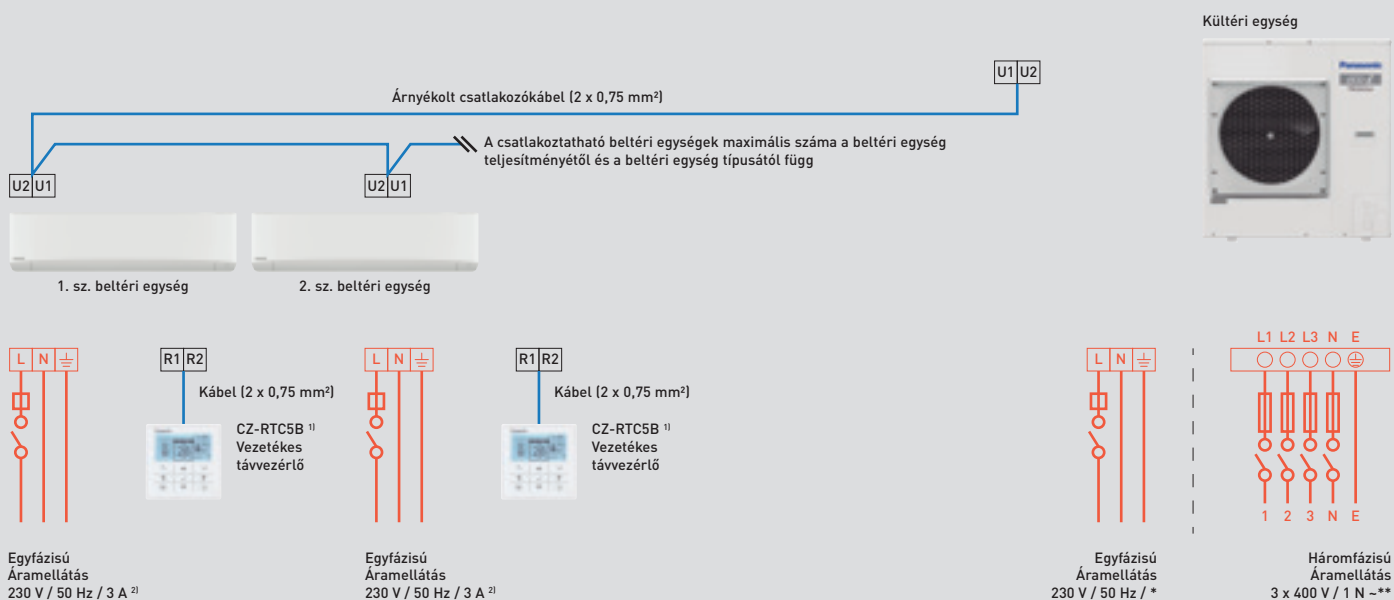 Kültéri egység
Panasonic
U1 U2
Árnyékolt csatlakozókábel (2 x 0,75 mm²)
A csatlakoztatható beltéri egységek maximális száma a beltéri egység
teljesítményétől és a beltéri egység típusától függ
U2 U1
U2 U1
1. sz. beltéri egység
2. sz. beltéri egység
L N
R1 R2
Kábel (2 x 0,75 mm²)
CZ-RTC5B ¹⁾
Vezetékes
távvezérlő
L N
R1 R2
Kábel (2 x 0,75 mm²)
CZ-RTC5B ¹⁾
Vezetékes
távvezérlő
L N
L1 L2 L3 N E
1 2 3 N E
Egyfázisú
Áramellátás
230 V / 50 Hz / 3 A ²⁾
Egyfázisú
Áramellátás
230 V / 50 Hz / 3 A ²⁾
Egyfázisú
Áramellátás
230 V / 50 Hz / *
Háromfázisú
Áramellátás
3 x 400 V / 1 N ~**